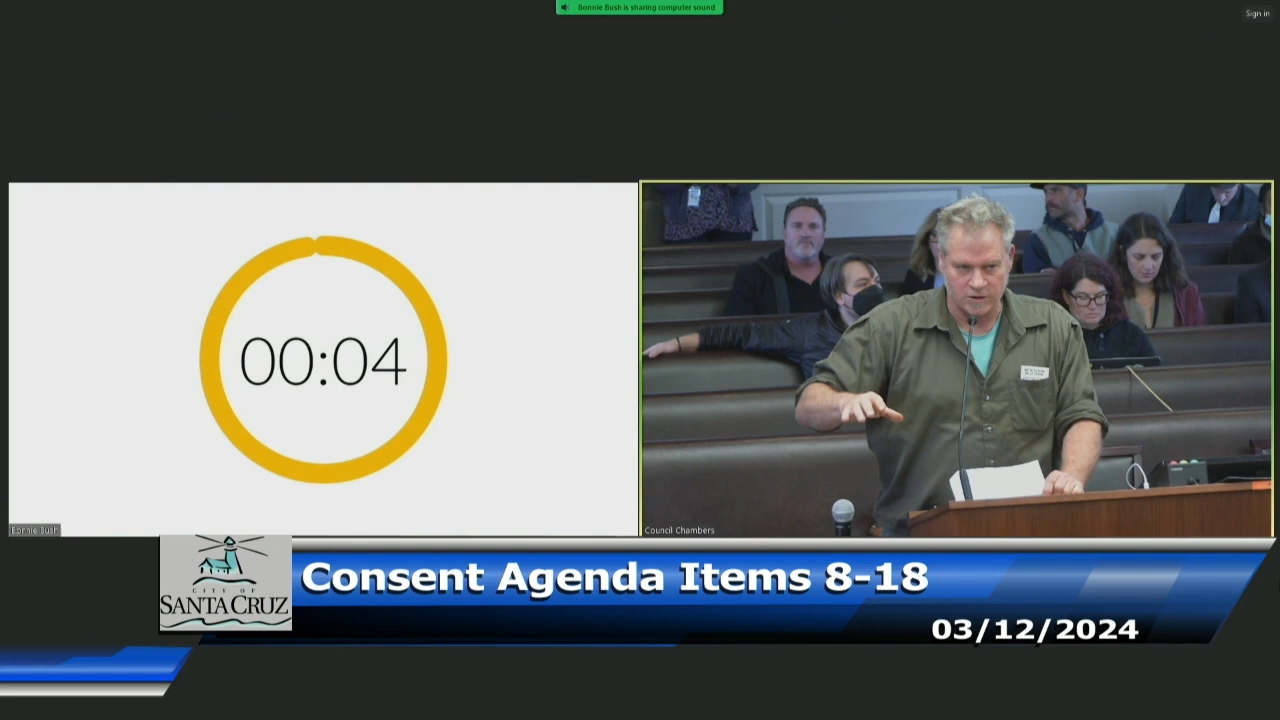 Bonnie Bush is sharing computer sound
Sign in
00:04
Bonnie Bush
Council Chambers
CITY OF
SANTA CRUZ
Consent Agenda Items 8-18
03/12/2024